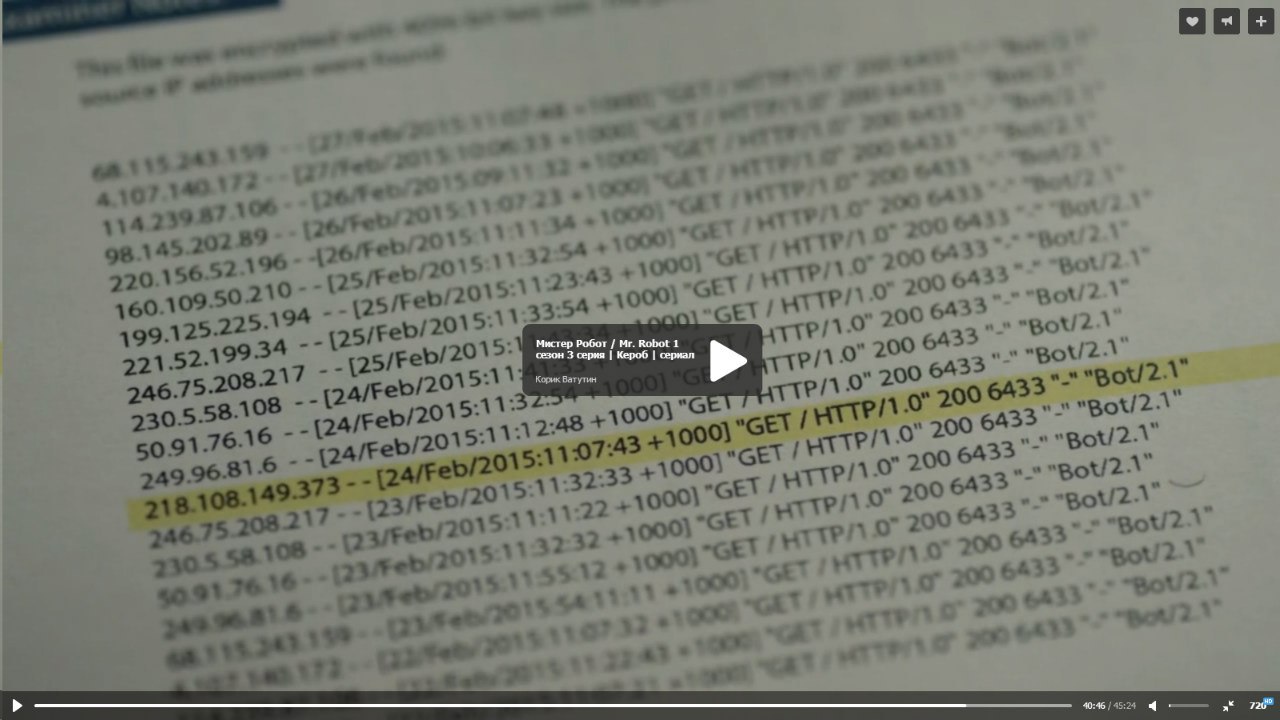 This file was encrypted with
source IP addresses were found:
68.115.243.159 - - [27/Feb/2015:11:07:48 +1000] "GET / HTTP/1.0" 200 6433 "-" "Bot/2.1"
4.107.140.172 - - [27/Feb/2015:10:06:33 +1000] "GET / HTTP/1.0" 200 6433 "-" "Bot/2.1"
114.239.87.106 - - [26/Feb/2015:09:11:32 +1000] "GET / HTTP/1.0" 200 6433 "-" "Bot/2.1"
98.145.202.89 - - [26/Feb/2015:11:07:23 +1000] "GET / HTTP/1.0" 200 6433 "-" "Bot/2.1"
220.156.52.196 - -[26/Feb/2015:11:11:34 +1000] "GET / HTTP/1.0" 200 6433 "-" "Bot/2.1"
160.109.50.210 - - [25/Feb/2015:11:32:54 +1000] "GET / HTTP/1.0" 200 6433 "-" "Bot/2.1"
199.125.225.194 - - [25/Feb/2015:11:23:43 +1000] "GET / HTTP/1.0" 200 6433 "-" "Bot/2.1"
221.52.199.34 - - [25/Feb/2015:11:33:54 +1000] "GET / HTTP/1.0" 200 6433 "-" "Bot/2.1"
246.75.208.217 - - [25/Feb/2015:11:43:34 +1000] "GET / HTTP/1.0" 200 6433 "-" "Bot/2.1"
230.5.58.108 - - [24/Feb/2015:11:41:33 HTTP/1.0" 200 6433 "-" "Bot/2.1"
50.91.76.16 - - [24/Feb/2015:11:32:54 +1000] "GET / HTTP/1.0" 200 6433 "-" "Bot/2.1"
249.96.81.6 - - [24/Feb/2015:11:12:48 +1000] "GET / HTTP/1.0" 200 6433 "-" "Bot/2.1"
218.108.149.373 - - [24/Feb/2015:11:07:43 +1000] "GET / HTTP/1.0" 200 6433 "-" "Bot/2.1"
246.75.208.217 - - [23/Feb/2015:11:32:33 +1000] "GET / HTTP/1.0" 200 6433 "-" "Bot/2.1"
230.5.58.108 - - [23/Feb/2015:11:11:22 +1000] "GET / HTTP/1.0" 200 6433 "-" "Bot/2.1"
50.91.76.16 - - [23/Feb/2015:11:32:32 +1000] "GET / HTTP/1.0" 200 6433 "-" "Bot/2.1"
249.96.81.6 - - [23/Feb/2015:11:55:12 +1000] "GET / HTTP/1.0" 200 6433 "-" "Bot/2.1"
68.115.243.159 - - [23/Feb/2015:54:11:11 +1000] "GET / HTTP/1.0" 200 6433 "-" "Bot/2.1"
4.107.140.172 - - [22/Feb/2015:11:07:32 +1000] "GET / HTTP/1.0" 200 6433 "-" "Bot/2.1"
Мистер Робот / Mr. Robot 1
сезон 3 серия | Кероб | сериал
Корик Ватутин
40:46 / 45:24
720 HD